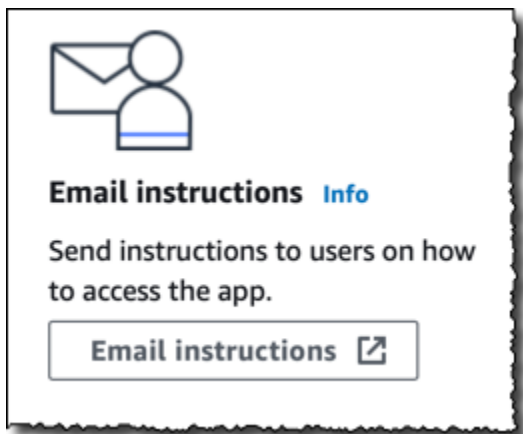 Email instructions Info
Send instructions to users on how
to access the app.
Email instructions